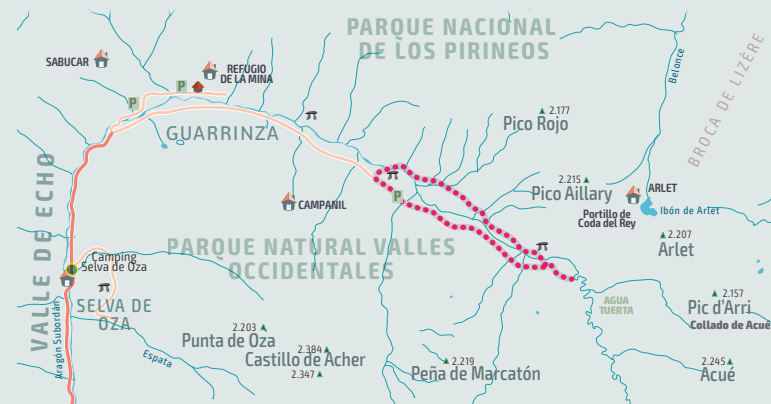 PARQUE NACIONAL
DE LOS PIRINEOS
SABUCAR
REFUGIO
DE LA MINA
P
P
Belonce
BROCA DE LIZÈRE
GUARRINZA
2.177
Pico Rojo
VALLE DE ECHO
2.215
Pico Aillary
ARLET
P
CAMPANIL
Portillo de
Coda del Rey
Ibón de Arlet
2.207
Arlet
PARQUE NATURAL VALLES
OCCIDENTALES
Camping
Selva de Oza
SELVA DE
OZA
Aragón Subordán
AGUA
TUERTA
2.157
Pic d'Arri
Collado de Acué
2.203
Punta de Oza
2.384
Castillo de Acher
2.347
Espata
2.219
Peña de Marcatón
2.245
Acué